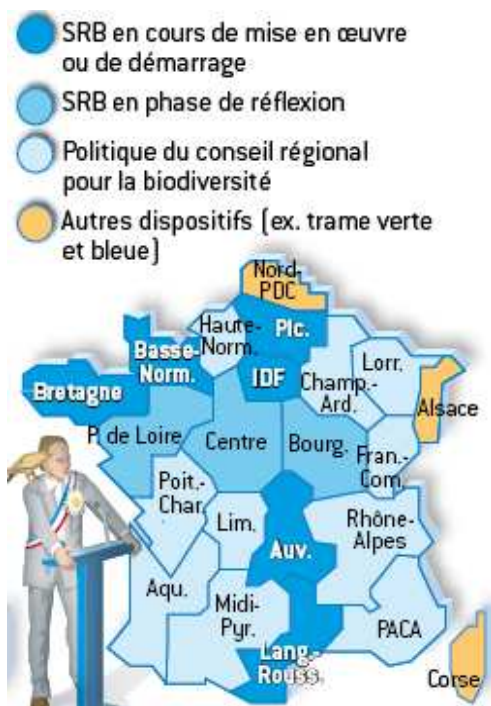 SRB en cours de mise en œuvre
ou de démarrage
SRB en phase de réflexion
Politique du conseil régional
pour la biodiversité
Autres dispositifs (ex. trame verte
et bleue)
Nord-
PDC
Haute-
Norm.
Pic.
Basse-
Norm.
Lorr.
IDF
Champ.-
Ard.
Bretagne
Alsace
P. de Loire
Centre
Bourg.
Fran.-
Com.
Poit.-
Char.
Lim.
Rhône-
Alpes
Auv.
Aqu.
Midi-
Pyr.
PACA
Lang.-
Rouss.
Corse